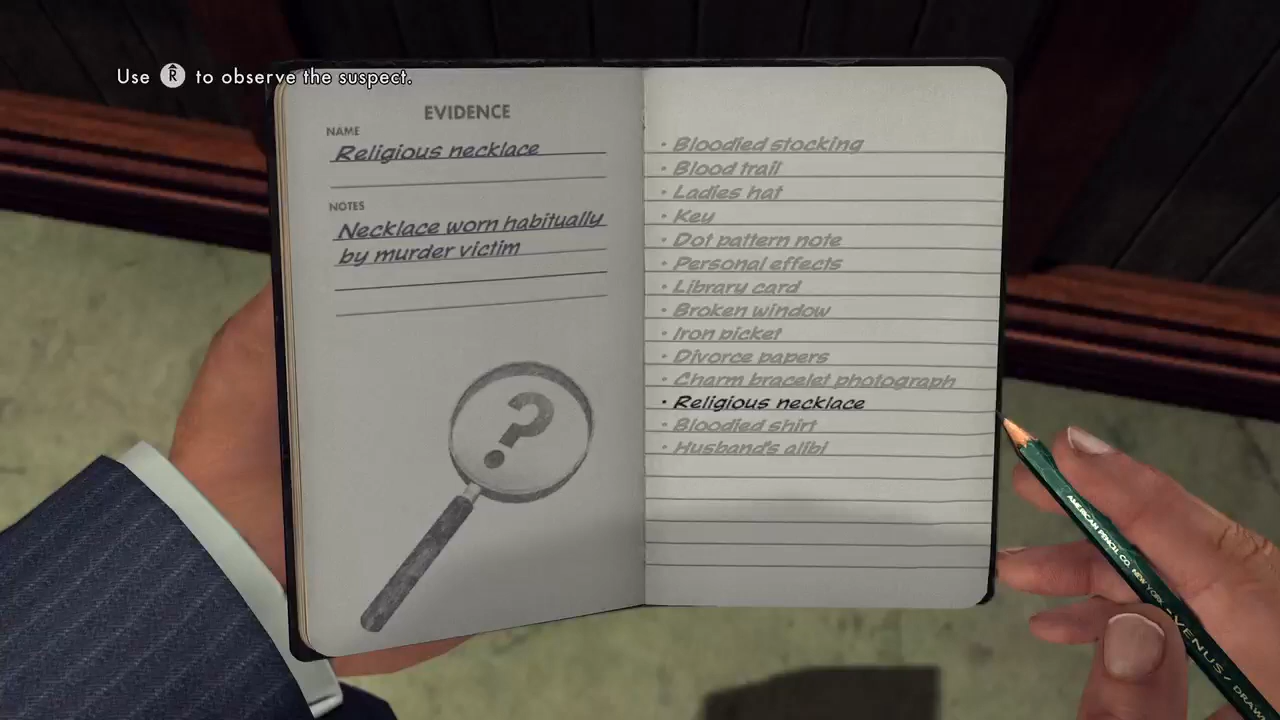 Use R to observe the suspect.
EVIDENCE
NAME
Religious necklace
NOTES
Necklace worn habitually
by murder victim
?
• Bloodied stocking
• Blood trail
• Ladies hat
• Key
• Dot pattern note
• Personal effects
• Library card
• Broken window
• Iron picket
• Divorce papers
• Charm bracelet photograph
• Religious necklace
• Bloodied shirt
• Husband's alibi
AMERICAN PENCIL CO. NEW YORK
VENUS
DRAW